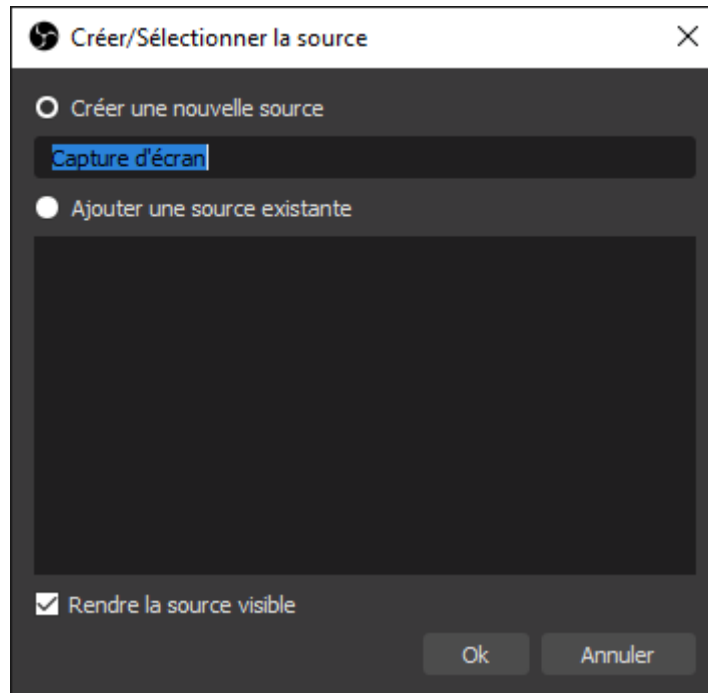 Créer/Sélectionner la source
Créer une nouvelle source
Capture d'écran
Ajouter une source existante
Rendre la source visible
Ok
Annuler